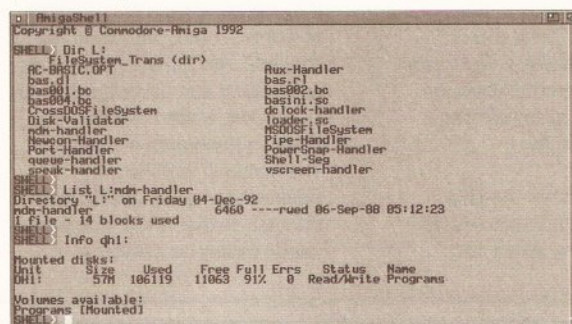 AmigaShell
Copyright © Commodore-Amiga 1992
SHELL> Dir L:
FileSystem_Trans (dir)
AC-BASIC.OPT Aux-Handler
bas.dl bas.rl
bas001.bc bas002.bc
bas004.bc basini.sc
CrossDOSFileSystem dclock-handler
Disk-Validator loader.sc
mdm-handler MSDOSFileSystem
Newcon-Handler Pipe-Handler
Port-Handler PowerSnap-Handler
queue-handler Shell-Seg
speak-handler vscreen-handler
SHELL>
SHELL> List L:mdm-handler
Directory "L:" on Friday 04-Dec-92
mdm-handler 6460 ----rwed 06-Sep-88 05:12:23
1 file - 14 blocks used
SHELL>
SHELL> Info dh1:
Mounted disks:
Unit Size Used Free Full Errs Status Name
DH1: 57M 106119 11063 91% 0 Read/Write Programs
Volumes available:
Programs [Mounted]
SHELL>